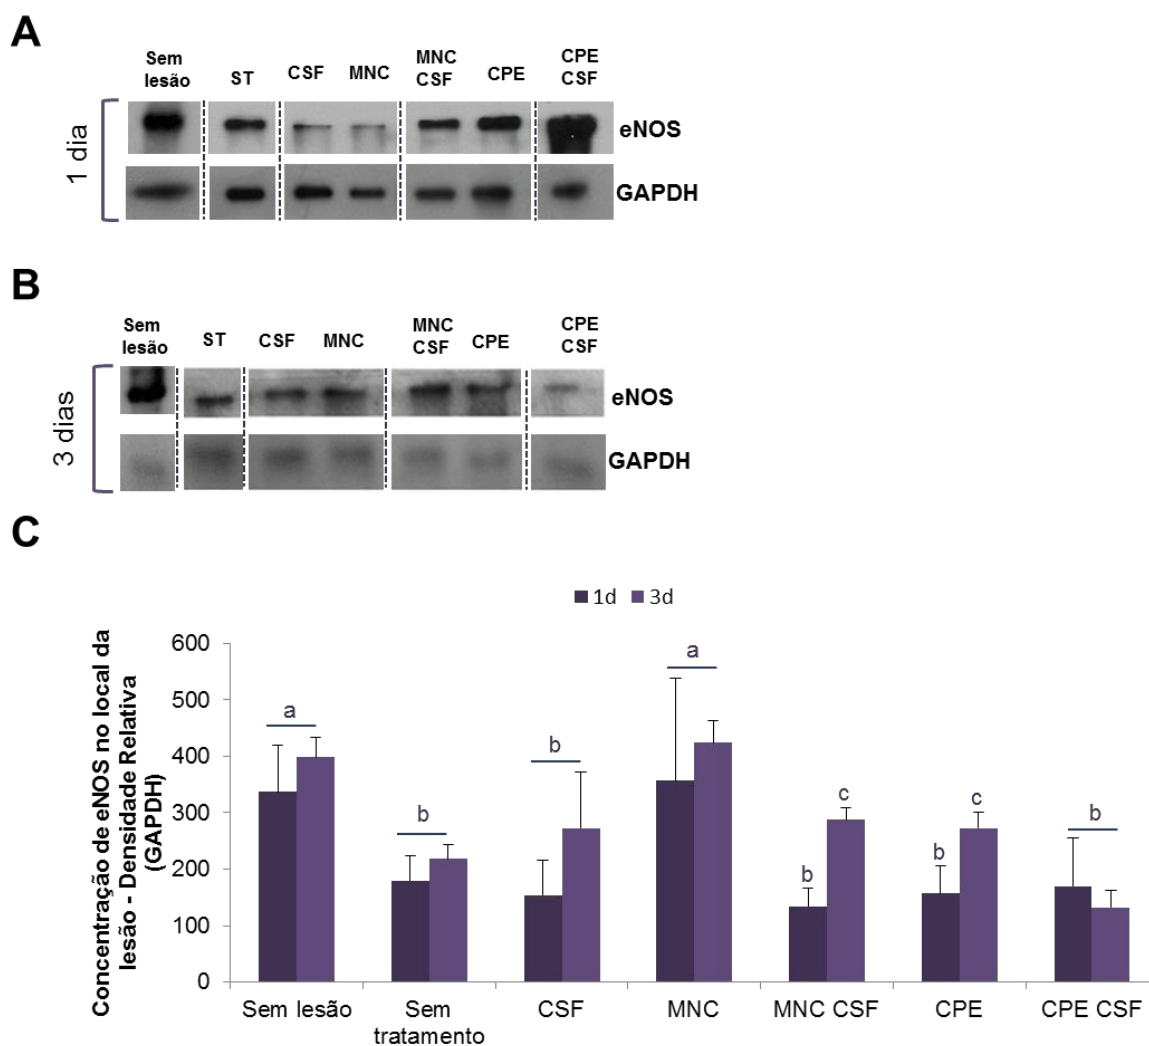 A
Sem lesão
ST
CSF
MNC
MNC CSF
CPE
CPE CSF
1 dia
eNOS
GAPDH
B
Sem lesão
ST
CSF
MNC
MNC CSF
CPE
CPE CSF
3 dias
eNOS
GAPDH
C
1d 3d
Concentração de eNOS no local da
lesão - Densidade Relativa
(GAPDH)
600
500
400
300
200
100
0
a
b
b
a
b
c
b
c
b
Sem lesão
Sem tratamento
CSF
MNC
MNC CSF
CPE
CPE CSF